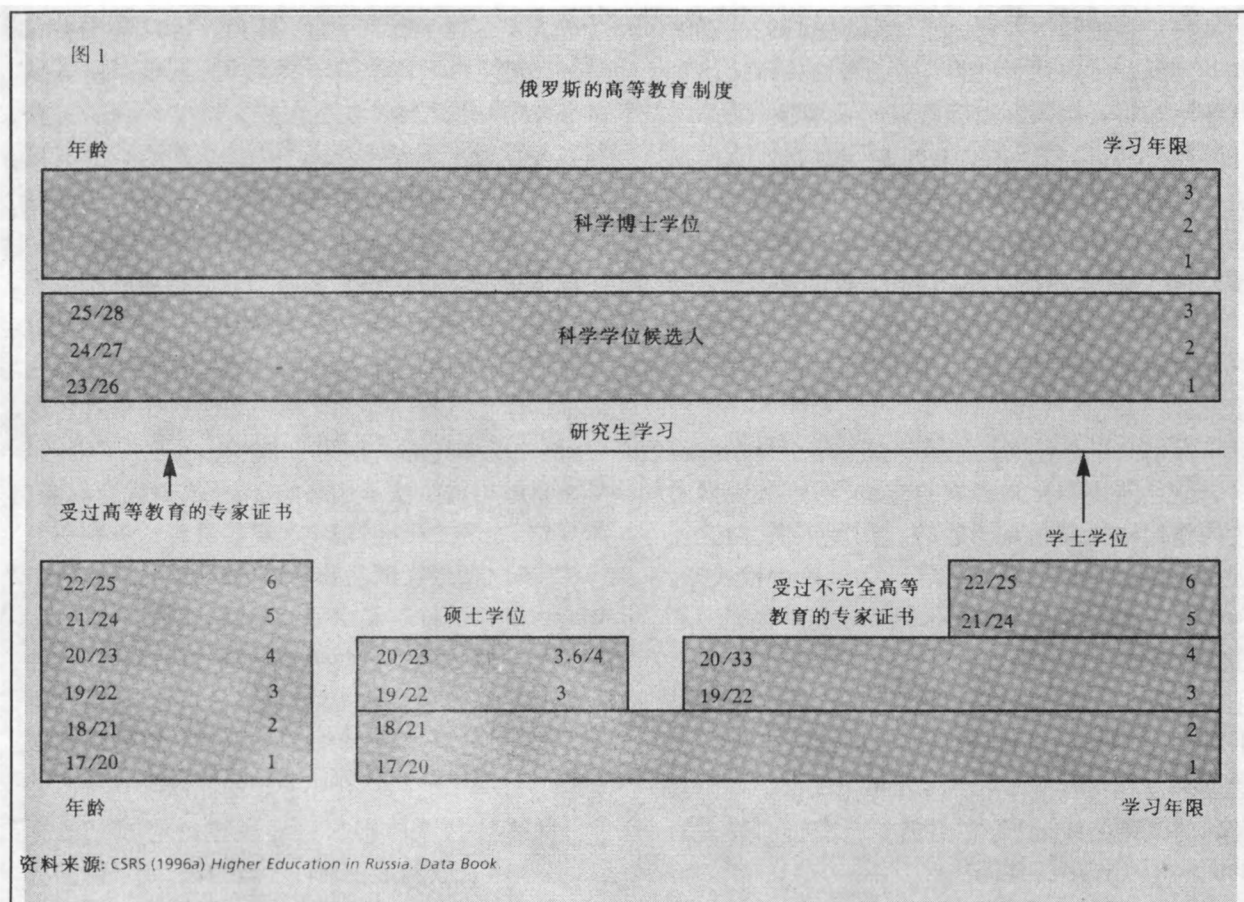 图 1
俄罗斯的高等教育制度
年龄 学习年限
3
科学博士学位 2
1
25/28 3
科学学位候选人
24/27 2
23/26 1
研究生学习
受过高等教育的专家证书
学士学位
22/25 6
21/24 5
20/23 4
19/22 3
18/21 2
17/20 1
年龄
硕士学位
20/23 3.6/4
19/22 3
受过不完全高等
教育的专家证书
22/25 6
21/24 5
20/33 4
19/22 3
18/21 2
17/20 1
学习年限
资料来源: CSRS (1996a) Higher Education in Russia. Data Book.